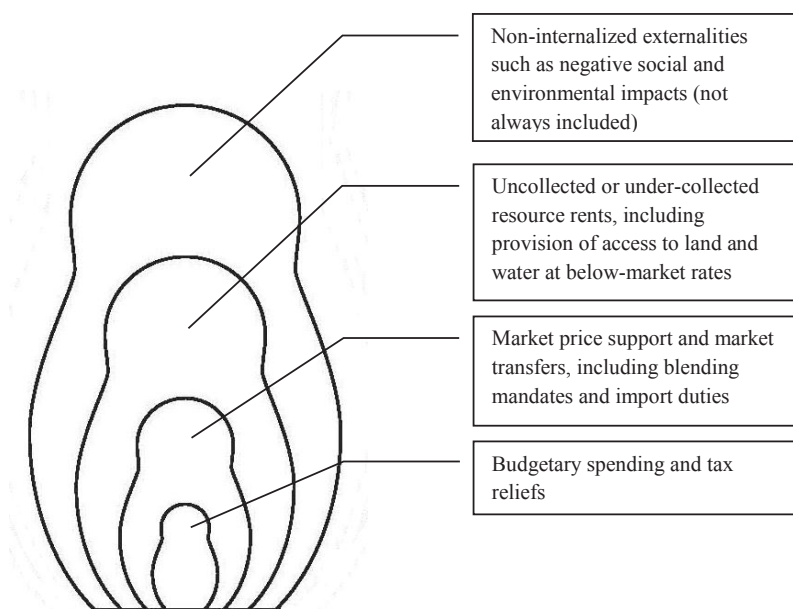 Non-internalized externalities
such as negative social and
environmental impacts (not
always included)
Uncollected or under-collected
resource rents, including
provision of access to land and
water at below-market rates
Market price support and market
transfers, including blending
mandates and import duties
Budgetary spending and tax
reliefs